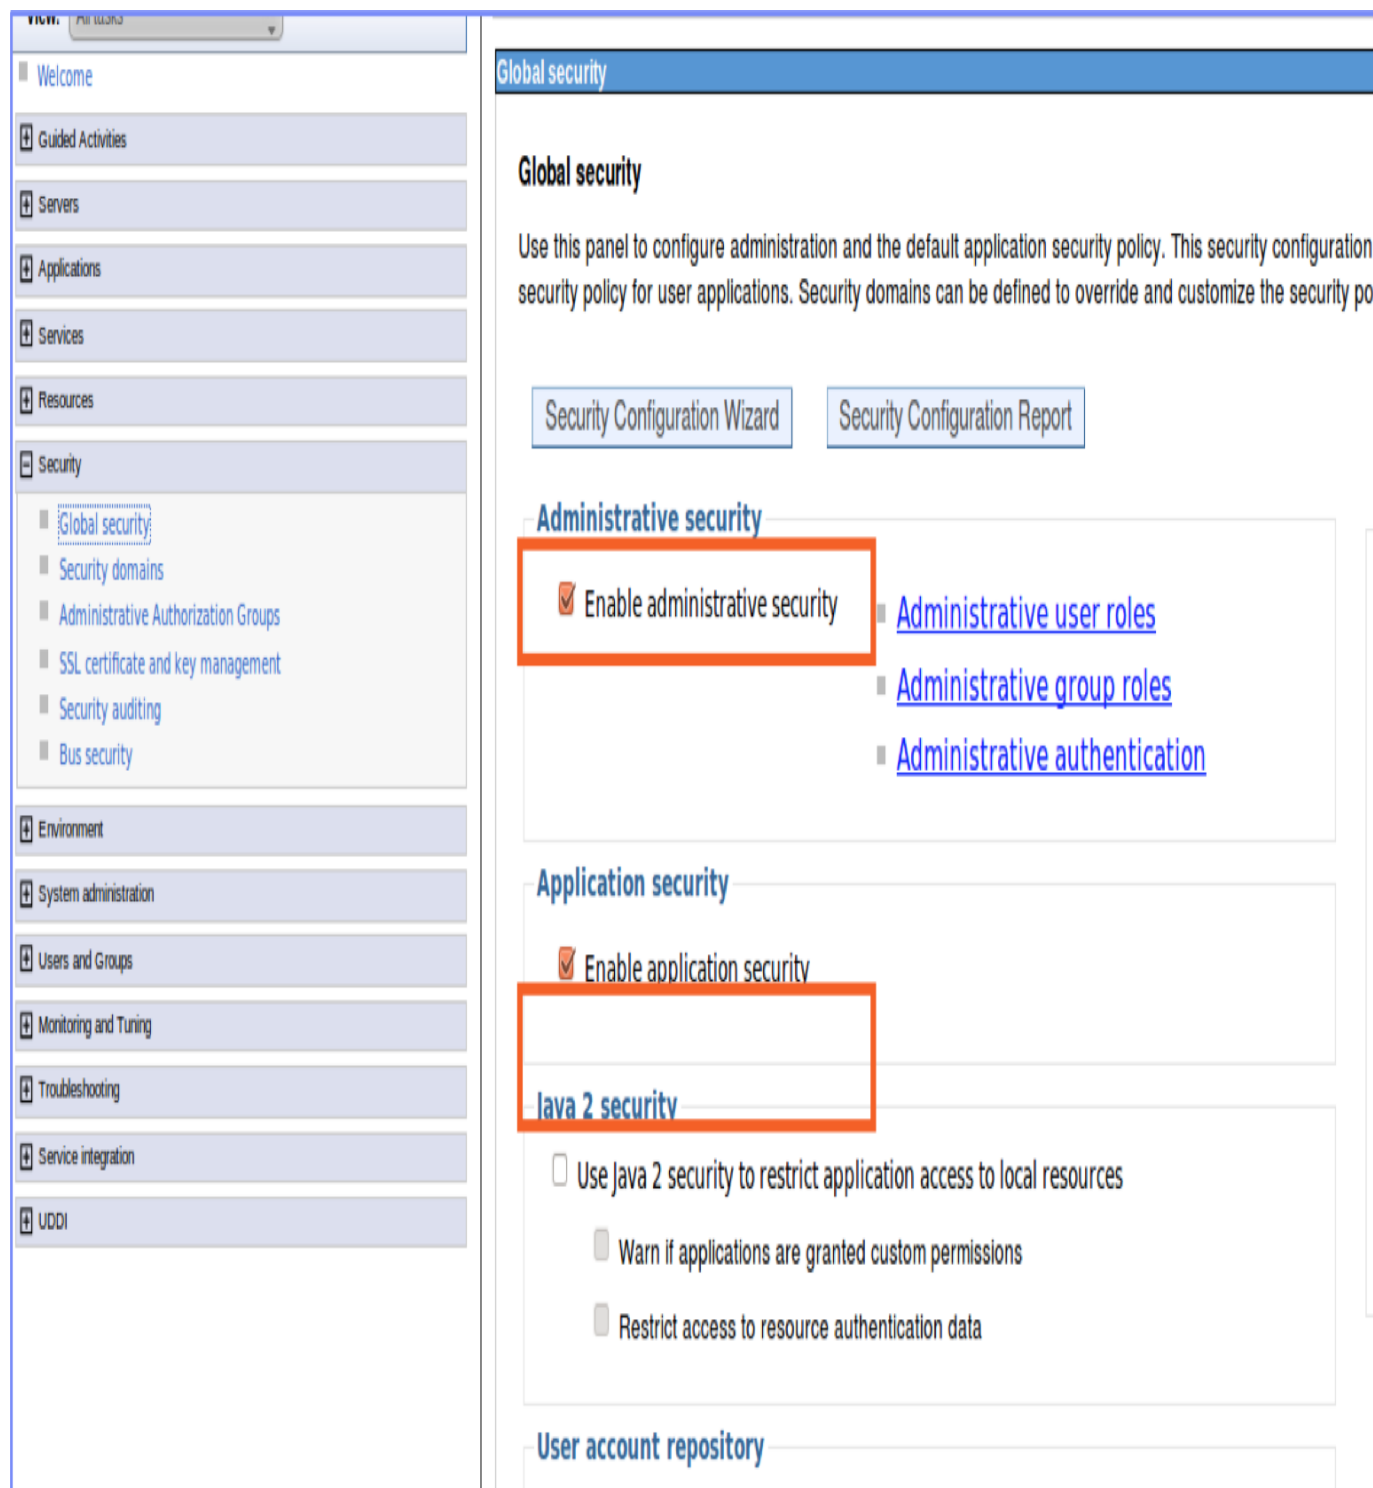 View: All tasks
Welcome
Guided Activities
Servers
Applications
Services
Resources
Security
Global security
Security domains
Administrative Authorization Groups
SSL certificate and key management
Security auditing
Bus security
Environment
System administration
Users and Groups
Monitoring and Tuning
Troubleshooting
Service integration
UDDI
Global security
Global security
Use this panel to configure administration and the default application security policy. This security configuration
security policy for user applications. Security domains can be defined to override and customize the security po
Security Configuration Wizard
Security Configuration Report
Administrative security
Enable administrative security
Administrative user roles
Administrative group roles
Administrative authentication
Application security
Enable application security
Java 2 security
Use Java 2 security to restrict application access to local resources
Warn if applications are granted custom permissions
Restrict access to resource authentication data
User account repository